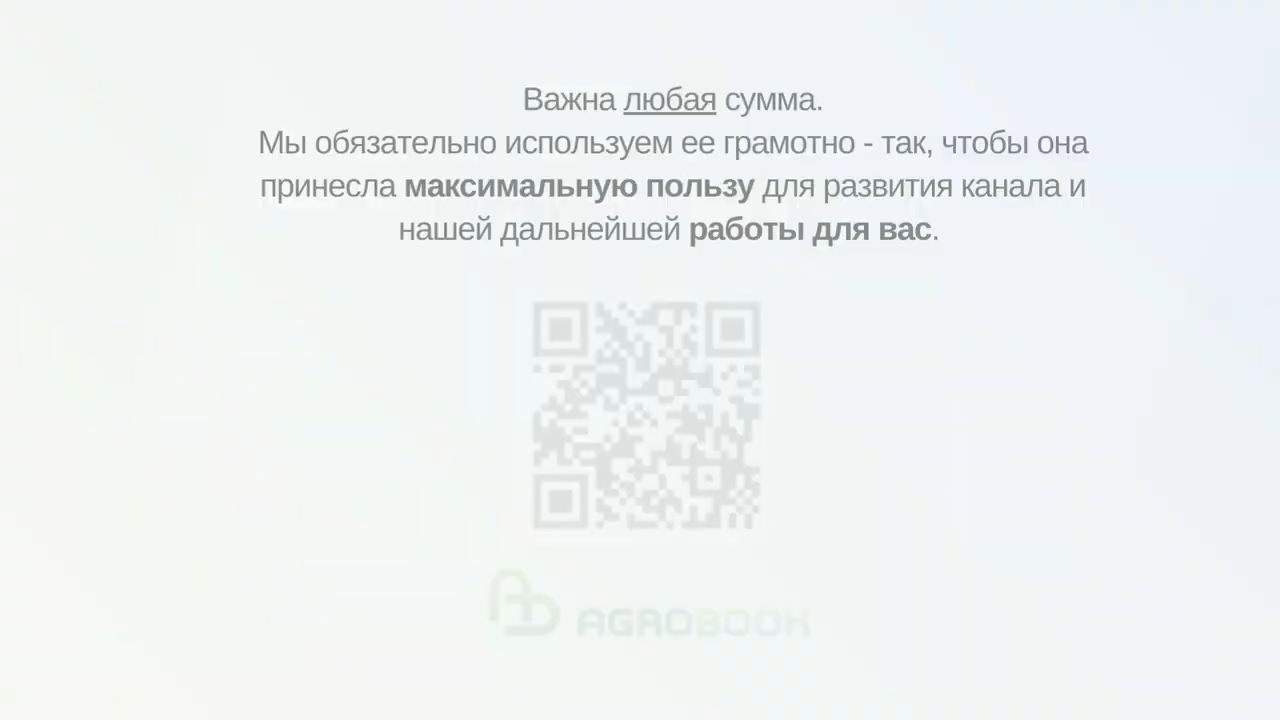 Важна любая сумма.
Мы обязательно используем ее грамотно - так, чтобы она
принесла максимальную пользу для развития канала и
нашей дальнейшей работы для вас.
AGROBOOK